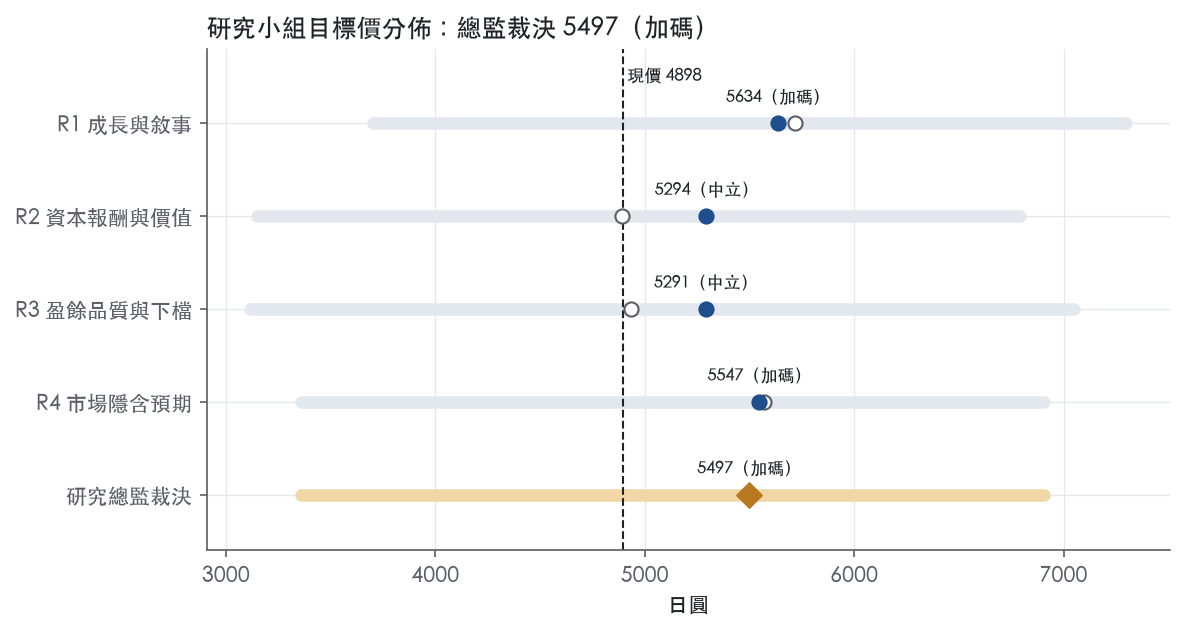 研究小組目標價分佈：總監裁決 5497（加碼）
現價 4898
5634（加碼）
R1 成長與敘事
5294（中立）
R2 資本報酬與價值
5291（中立）
R3 盈餘品質與下檔
5547（加碼）
R4 市場隱含預期
5497（加碼）
研究總監裁決
3000 4000 5000 6000 7000
日圓